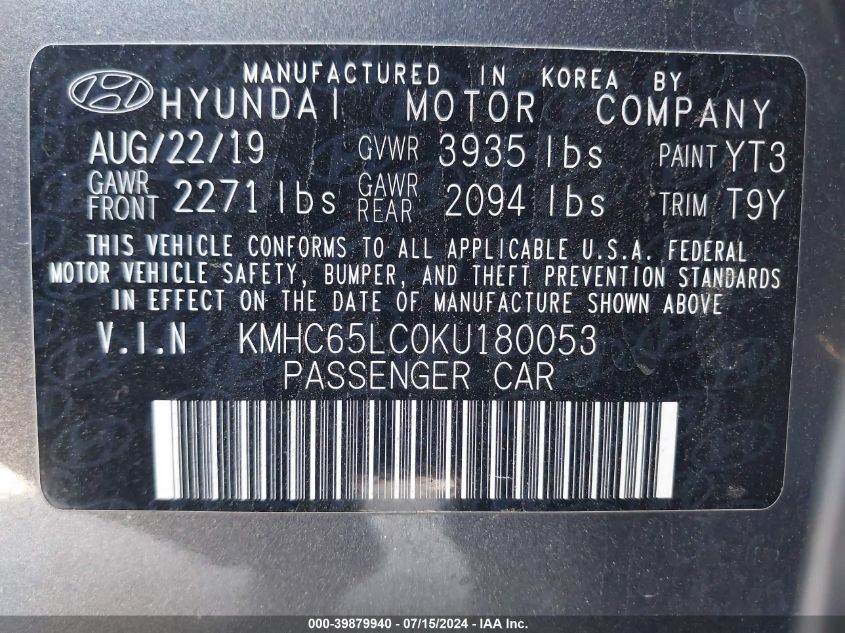 MANUFACTURED IN KOREA BY
HYUNDAI MOTOR COMPANY
AUG/22/19 GVWR 3935 lbs PAINT YT3
GAWR FRONT 2271 lbs GAWR REAR 2094 lbs TRIM T9Y
THIS VEHICLE CONFORMS TO ALL APPLICABLE U.S.A. FEDERAL
MOTOR VEHICLE SAFETY, BUMPER, AND THEFT PREVENTION STANDARDS
IN EFFECT ON THE DATE OF MANUFACTURE SHOWN ABOVE
V.I.N KMHC65LC0KU180053
PASSENGER CAR
000-39879940 - 07/15/2024 - IAA Inc.